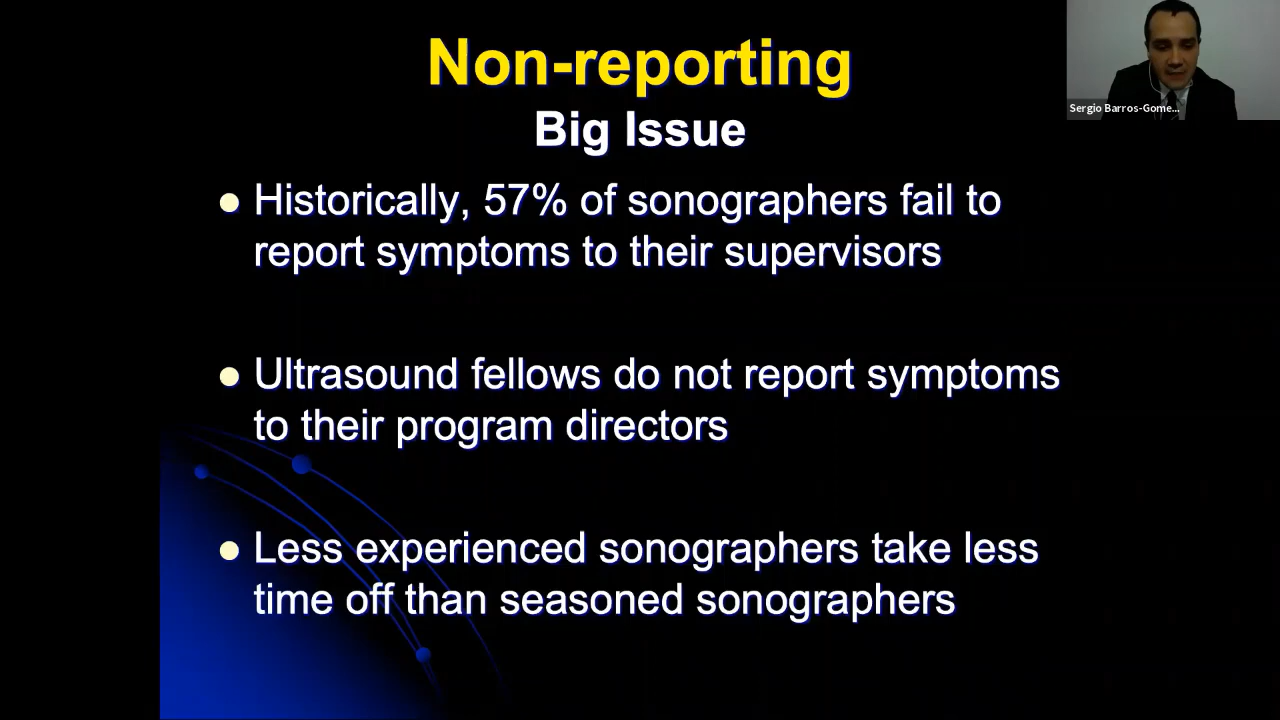 Non-reporting
Big Issue
Sergio Barros-Gome...
Historically, 57% of sonographers fail to
report symptoms to their supervisors
Ultrasound fellows do not report symptoms
to their program directors
Less experienced sonographers take less
time off than seasoned sonographers